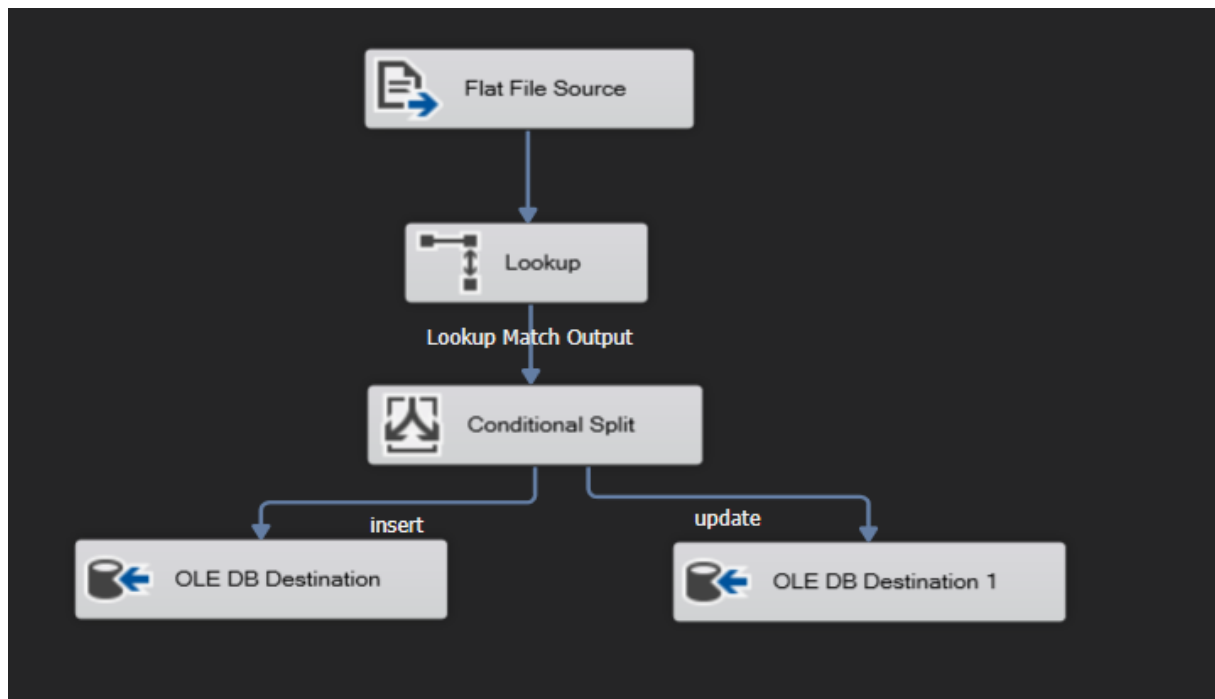 Flat File Source
Lookup
Lookup Match Output
Conditional Split
insert
update
OLE DB Destination
OLE DB Destination 1